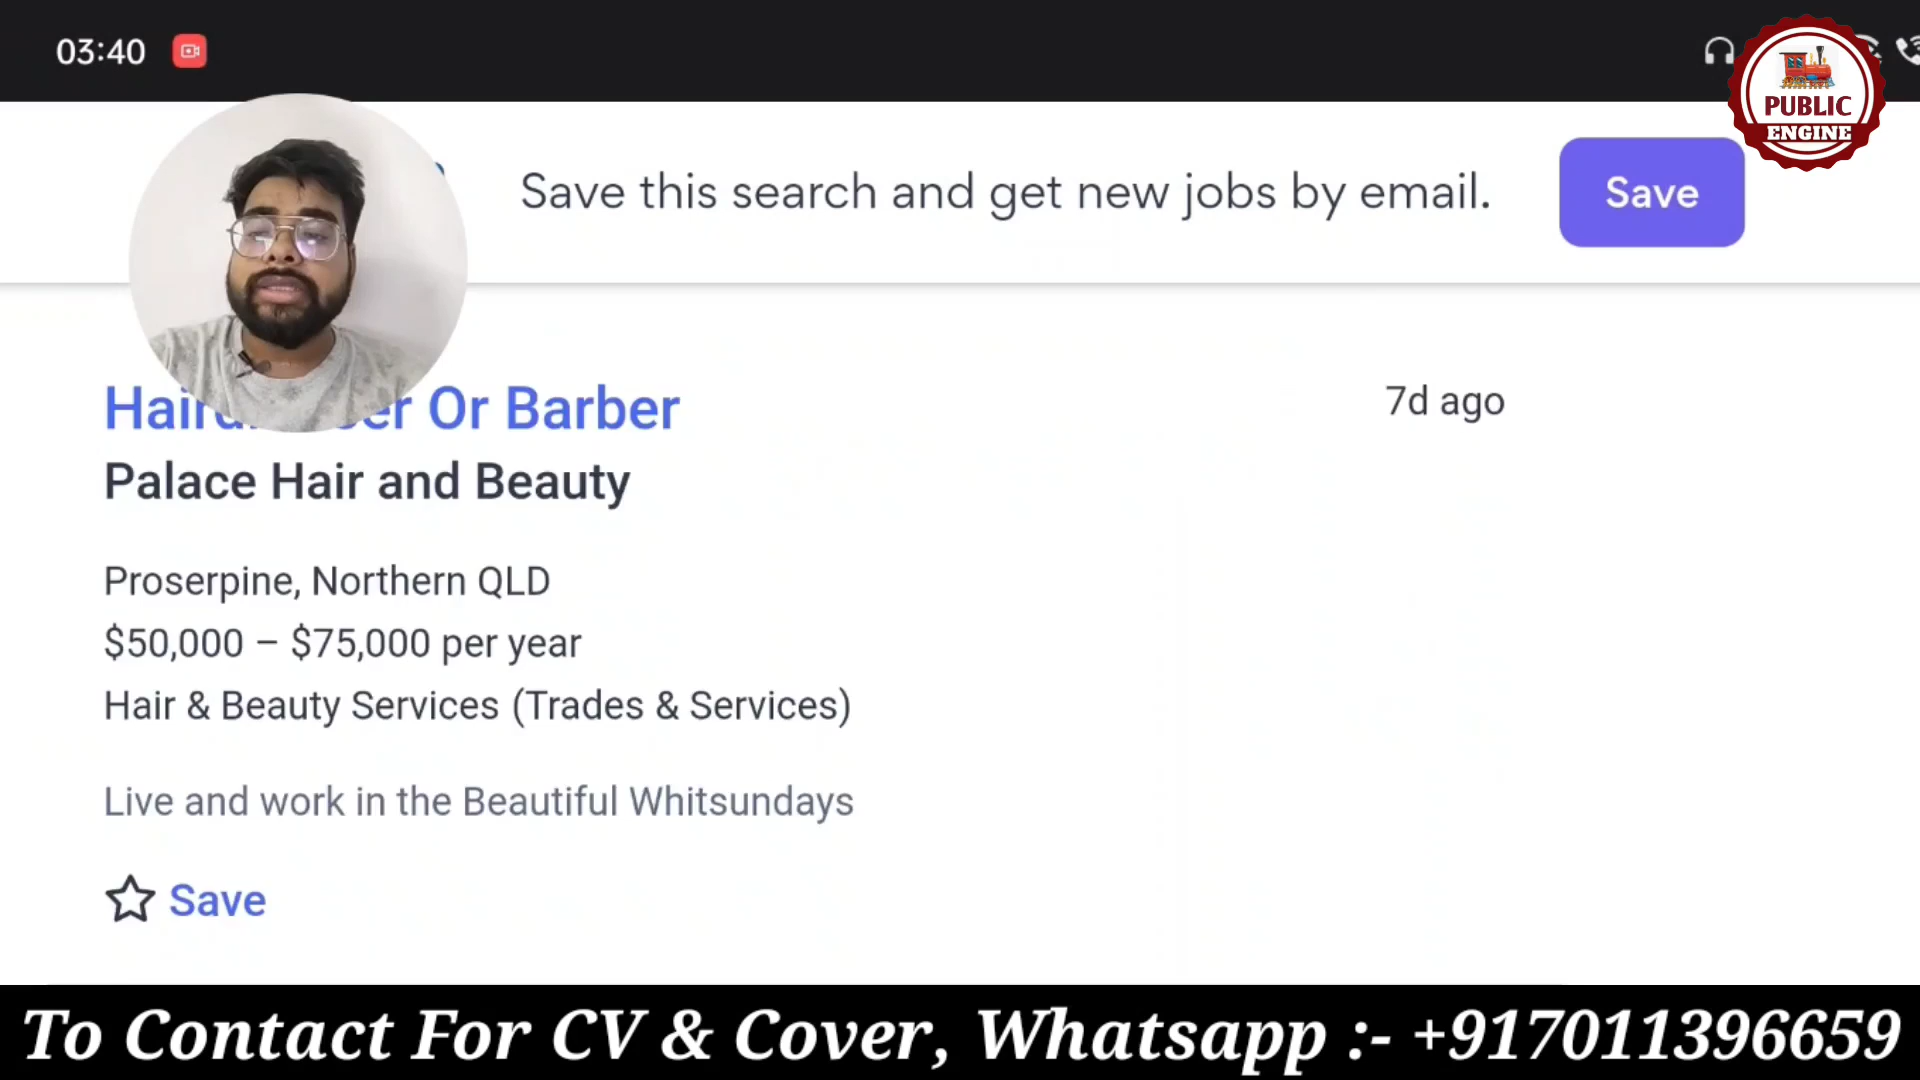 03:40
PUBLIC
ENGINE
Save this search and get new jobs by email.
Save
Or Barber
7d ago
Palace Hair and Beauty
Proserpine, Northern QLD
$50,000 – $75,000 per year
Hair & Beauty Services (Trades & Services)
Live and work in the Beautiful Whitsundays
Save
To Contact For CV & Cover, Whatsapp :- +917011396659